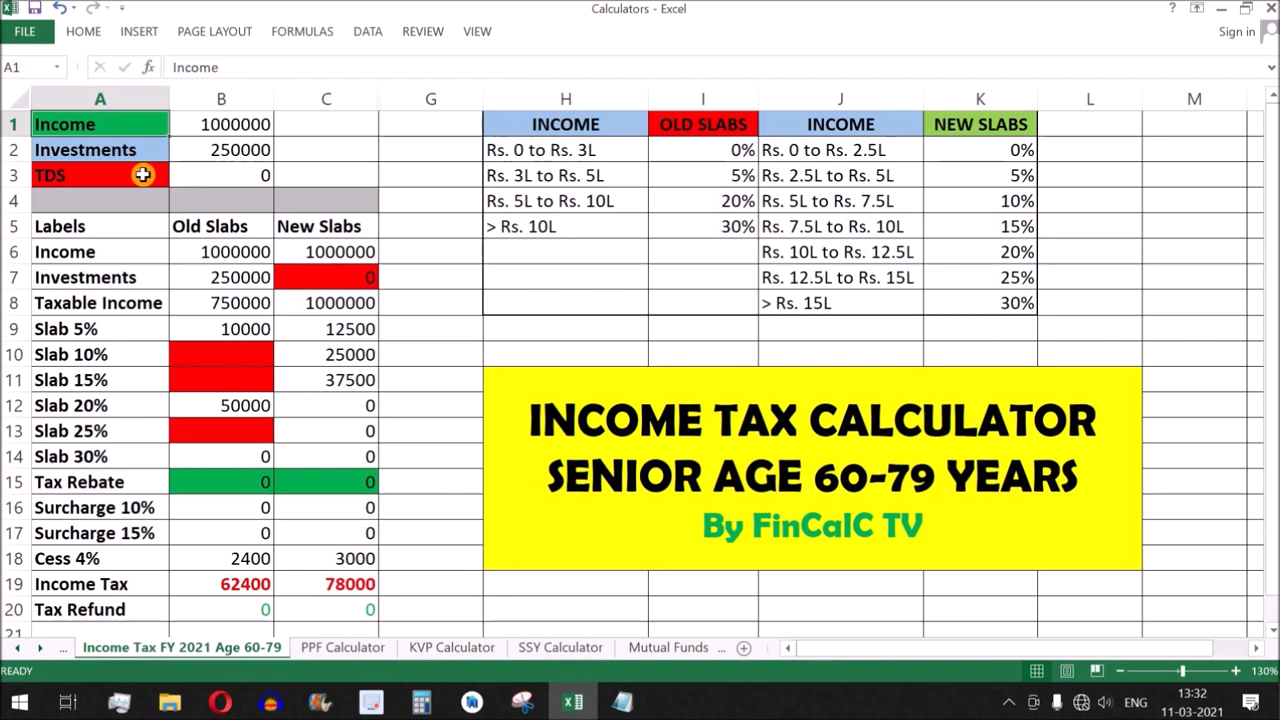 Calculators - Excel
FILE HOME INSERT PAGE LAYOUT FORMULAS DATA REVIEW VIEW Sign in
A1 fx Income
A B C G H I J K L M
1 Income 1000000 INCOME OLD SLABS INCOME NEW SLABS
2 Investments 250000 Rs. 0 to Rs. 3L 0% Rs. 0 to Rs. 2.5L 0%
3 TDS 0 Rs. 3L to Rs. 5L 5% Rs. 2.5L to Rs. 5L 5%
4 Rs. 5L to Rs. 10L 20% Rs. 5L to Rs. 7.5L 10%
5 Labels Old Slabs New Slabs > Rs. 10L 30% Rs. 7.5L to Rs. 10L 15%
6 Income 1000000 1000000 Rs. 10L to Rs. 12.5L 20%
7 Investments 250000 0 Rs. 12.5L to Rs. 15L 25%
8 Taxable Income 750000 1000000 > Rs. 15L 30%
9 Slab 5% 10000 12500
10 Slab 10% 25000
11 Slab 15% 37500
12 Slab 20% 50000 0
13 Slab 25% 0
14 Slab 30% 0 0
15 Tax Rebate 0 0
16 Surcharge 10% 0 0
17 Surcharge 15% 0 0
18 Cess 4% 2400 3000
19 Income Tax 62400 78000
20 Tax Refund 0 0
21
INCOME TAX CALCULATOR
SENIOR AGE 60-79 YEARS
By FinCalC TV
... Income Tax FY 2021 Age 60-79 PPF Calculator KVP Calculator SSY Calculator Mutual Funds ...
READY 130%
ENG 13:32
11-03-2021